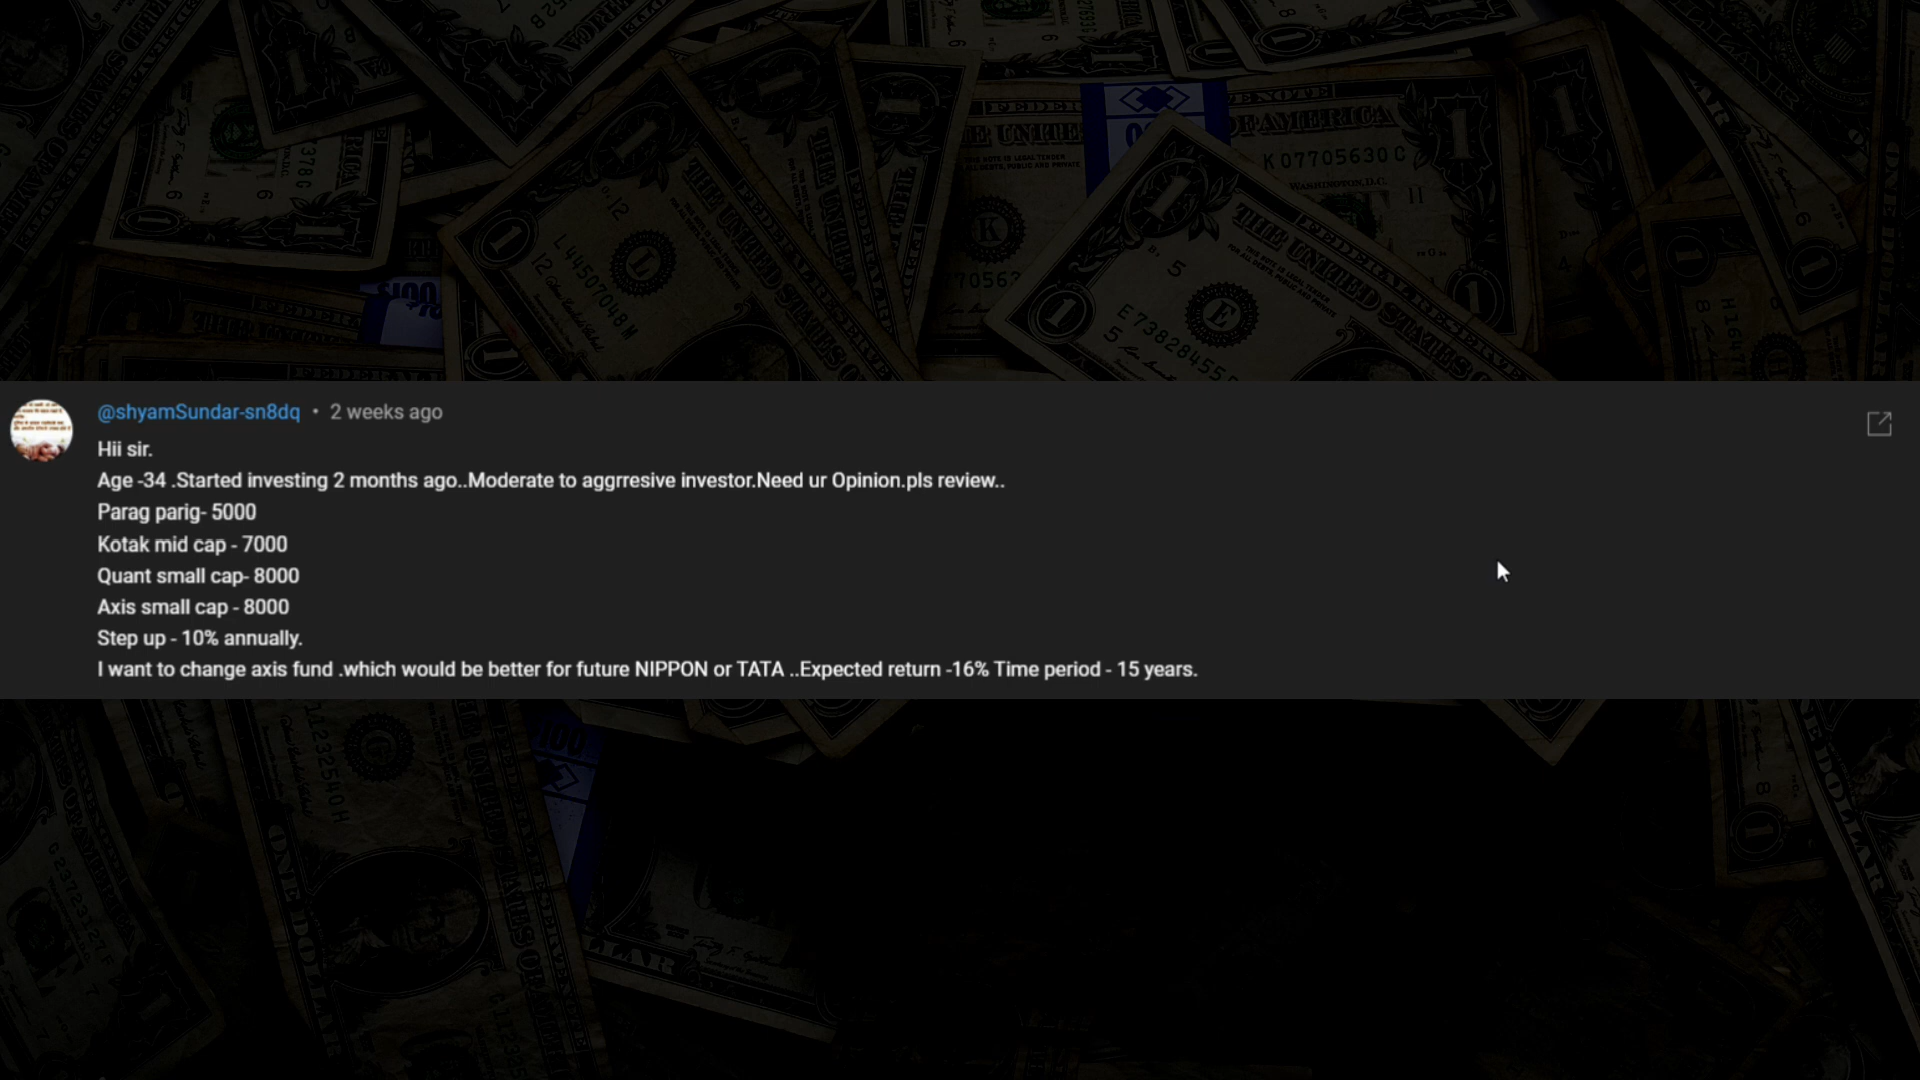 @shyamSundar-sn8dq • 2 weeks ago
Hii sir.
Age -34 .Started investing 2 months ago..Moderate to aggrresive investor.Need ur Opinion.pls review..
Parag parig- 5000
Kotak mid cap - 7000
Quant small cap- 8000
Axis small cap - 8000
Step up - 10% annually.
I want to change axis fund .which would be better for future NIPPON or TATA ..Expected return -16% Time period - 15 years.